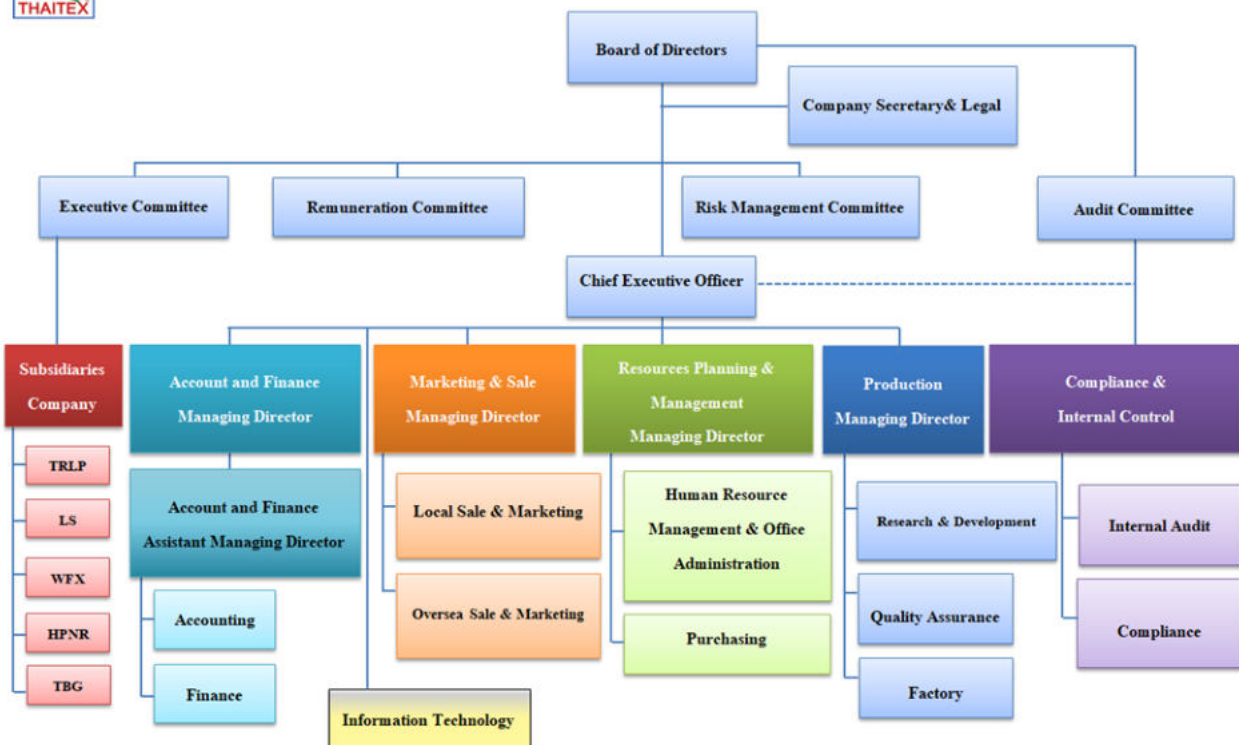 THAITEX
Board of Directors
Company Secretary& Legal
Executive Committee
Remuneration Committee
Risk Management Committee
Audit Committee
Chief Executive Officer
Subsidiaries
Company
TRLP
LS
WFX
HPNR
TBG
Account and Finance
Managing Director
Account and Finance
Assistant Managing Director
Accounting
Finance
Information Technology
Marketing & Sale
Managing Director
Local Sale & Marketing
Oversea Sale & Marketing
Resources Planning &
Management
Managing Director
Human Resource
Management & Office
Administration
Purchasing
Production
Managing Director
Research & Development
Quality Assurance
Factory
Compliance &
Internal Control
Internal Audit
Compliance